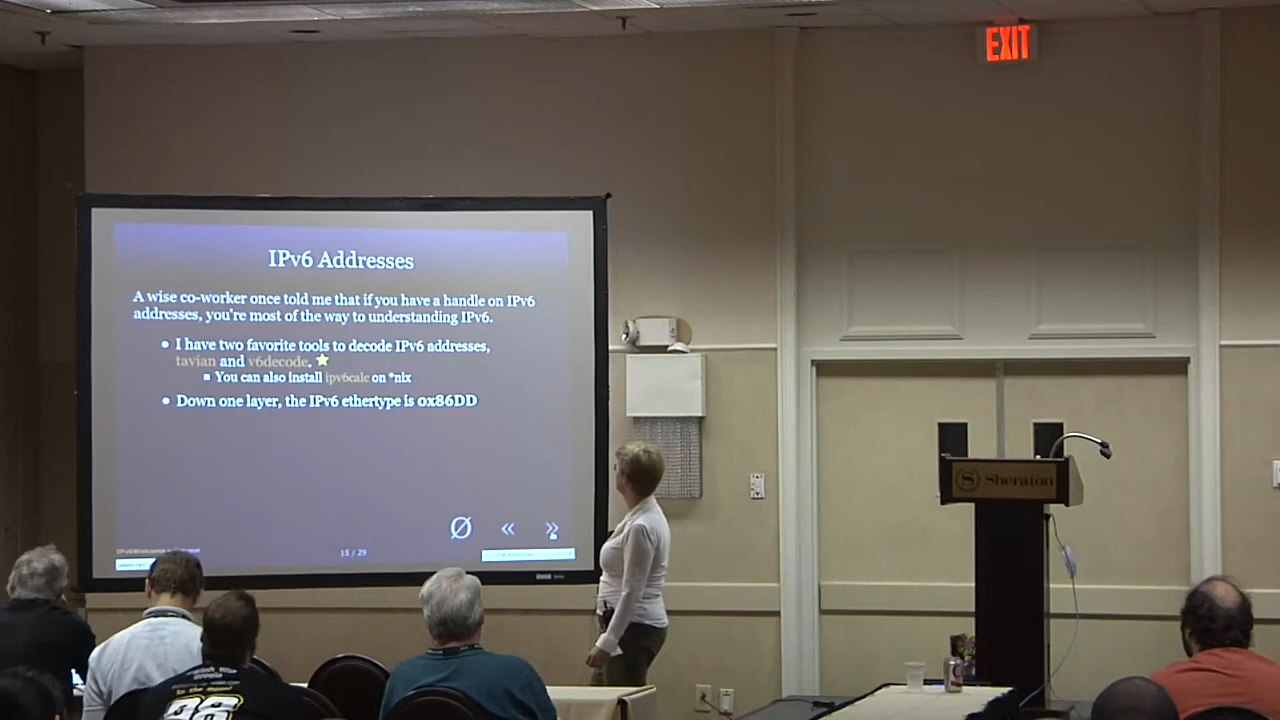 EXIT
IPv6 Addresses
A wise co-worker once told me that if you have a handle on IPv6
addresses, you're most of the way to understanding IPv6.
• I have two favorite tools to decode IPv6 addresses,
tavian and v6decode.
▪ You can also install ipv6calc on *nix
• Down one layer, the IPv6 ethertype is 0x86DD
Ø « »
15 / 29
S Sheraton